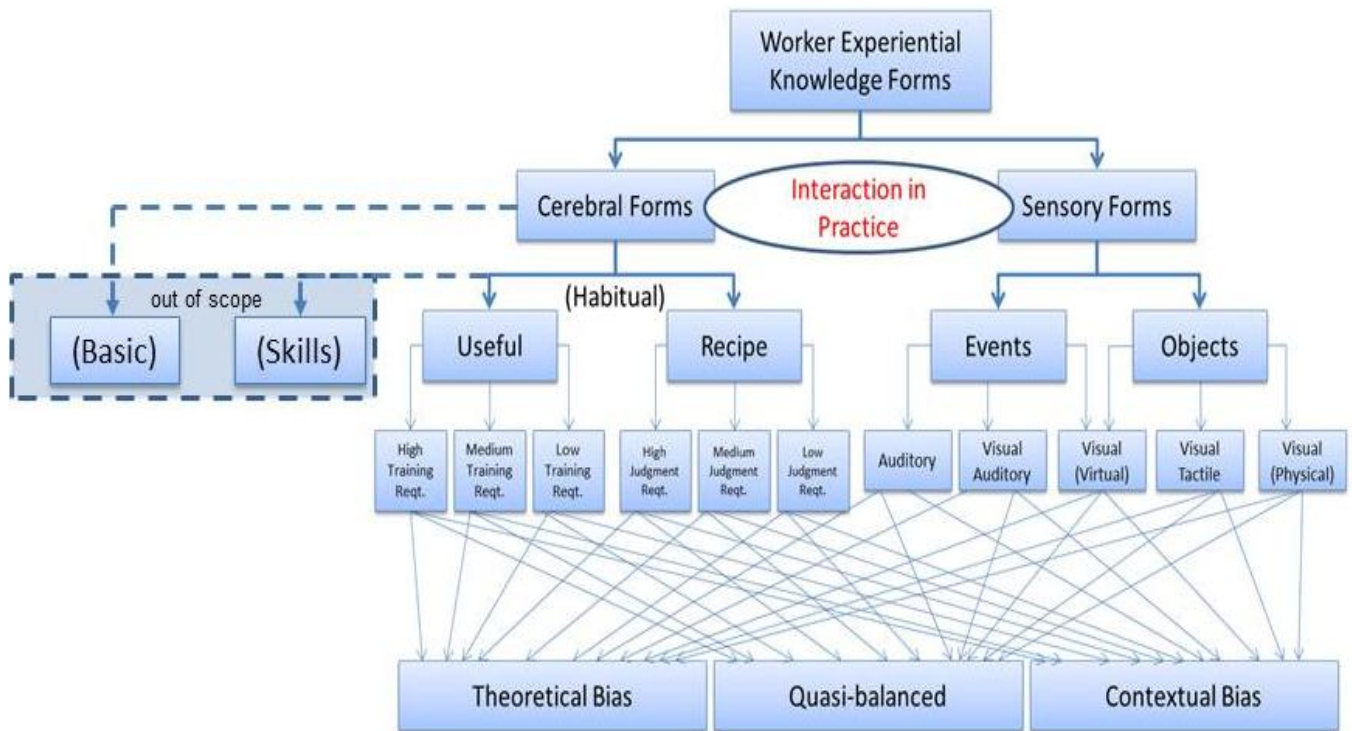 Worker Experiential
Knowledge Forms
Cerebral Forms
Interaction in
Practice
Sensory Forms
out of scope
(Basic)
(Skills)
(Habitual)
Useful
Recipe
Events
Objects
High
Training
Reqt.
Medium
Training
Reqt.
Low
Training
Reqt.
High
Judgment
Reqt.
Medium
Judgment
Reqt.
Low
Judgment
Reqt.
Auditory
Visual
Auditory
Visual
(Virtual)
Visual
Tactile
Visual
(Physical)
Theoretical Bias
Quasi-balanced
Contextual Bias